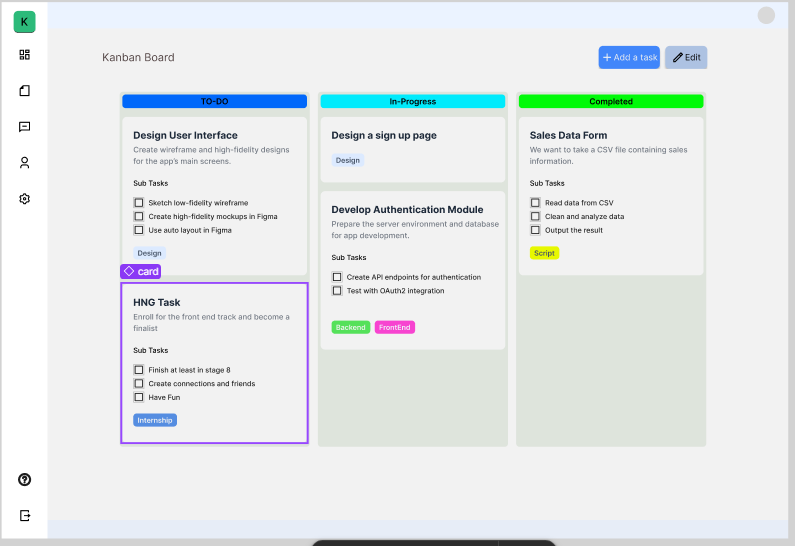 K
Kanban Board
+ Add a task
Edit
TO-DO
Design User Interface
Create wireframe and high-fidelity designs
for the app's main screens.
Sub Tasks
Sketch low-fidelity wireframe
Create high-fidelity mockups in Figma
Use auto layout in Figma
Design
card
HNG Task
Enroll for the front end track and become a
finalist
Sub Tasks
Finish at least in stage 8
Create connections and friends
Have Fun
Internship
In-Progress
Design a sign up page
Design
Develop Authentication Module
Prepare the server environment and database
for app development.
Sub Tasks
Create API endpoints for authentication
Test with OAuth2 integration
Backend FrontEnd
Completed
Sales Data Form
We want to take a CSV file containing sales
information.
Sub Tasks
Read data from CSV
Clean and analyze data
Output the result
Script